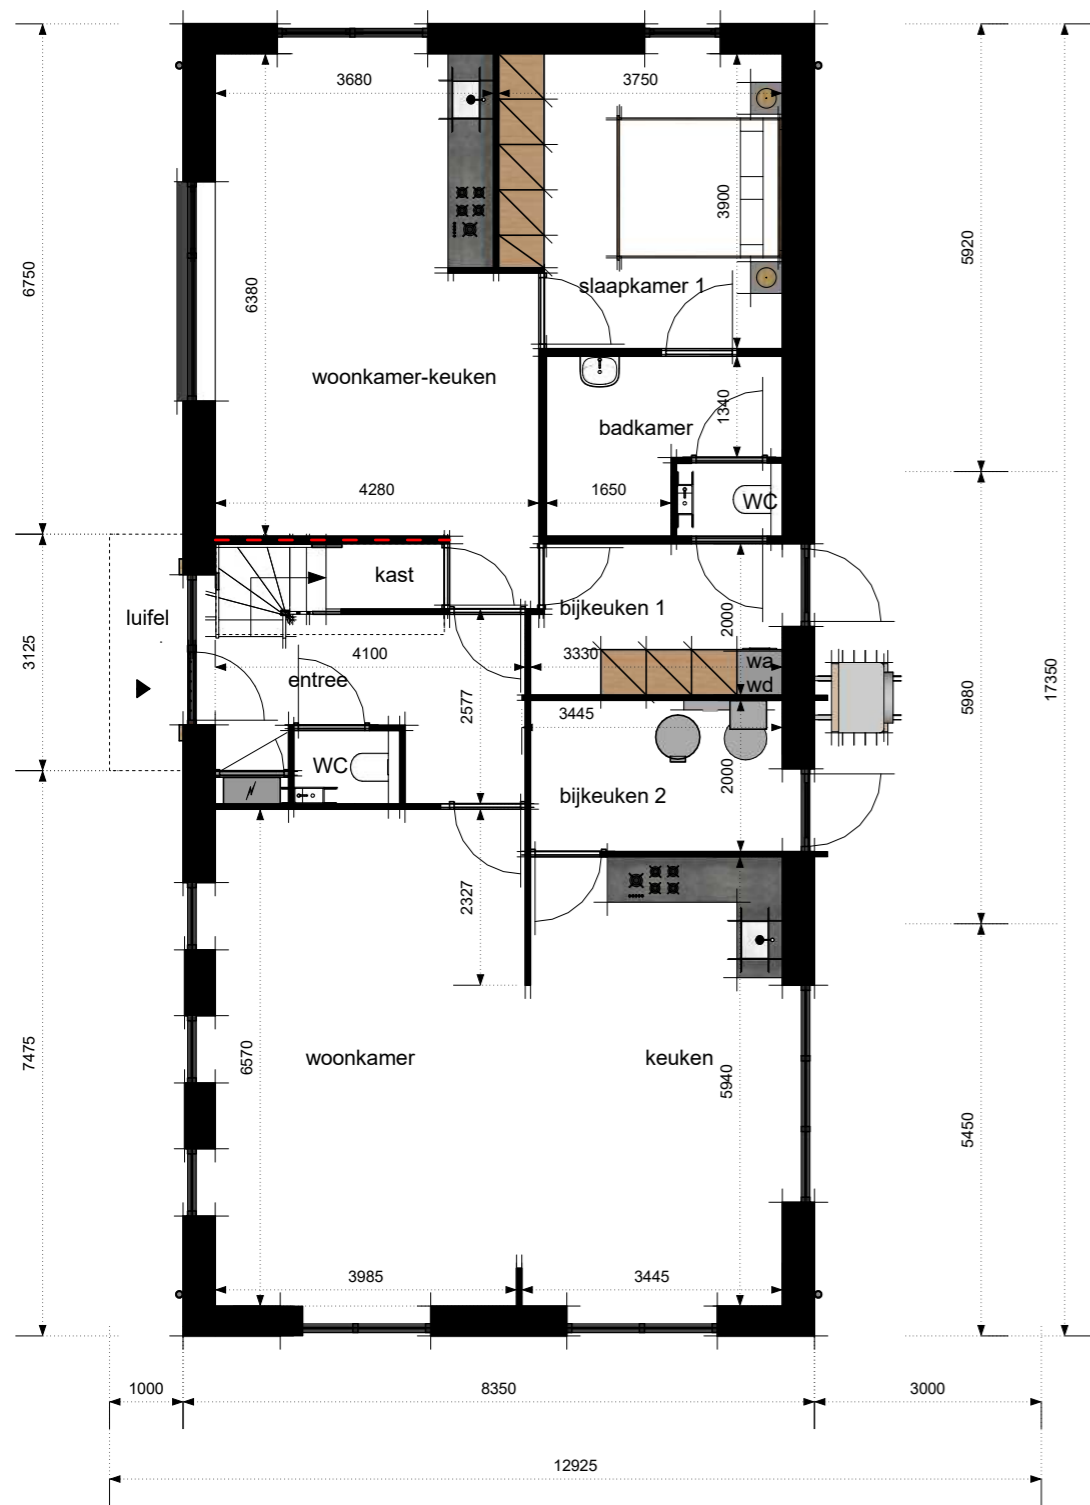 3680
3750
3900
5920
6750
6380
slaapkamer 1
woonkamer-keuken
1340
badkamer
4280
1650
WC
kast
bijkeuken 1
luifel
2000
3125
4100
3330
wa
wd
entree
2577
3445
5980
17350
WC
2000
bijkeuken 2
2327
7475
6570
woonkamer
keuken
5940
5450
3985
3445
1000
8350
3000
12925